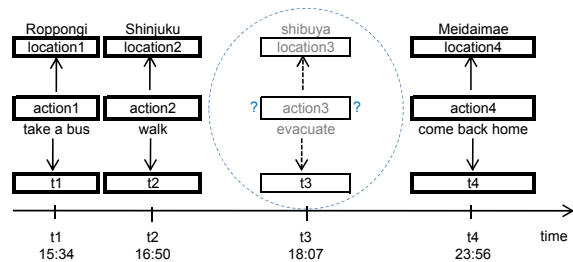 Roppongi Shinjuku shibuya Meidaimae
location1 location2 location3 location4
action1 action2 ? action3 ? action4
take a bus walk evacuate come back home
t1 t2 t3 t4
t1 t2 t3 t4 time
15:34 16:50 18:07 23:56